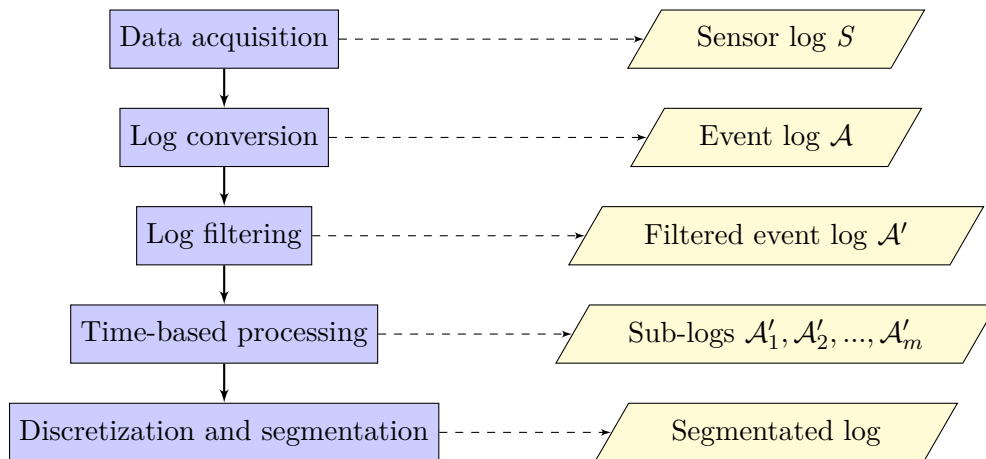 Data acquisition
Sensor log S
Log conversion
Event log 𝒜
Log filtering
Filtered event log 𝒜′
Time-based processing
Sub-logs 𝒜′₁, 𝒜′₂, ..., 𝒜′ₘ
Discretization and segmentation
Segmentated log